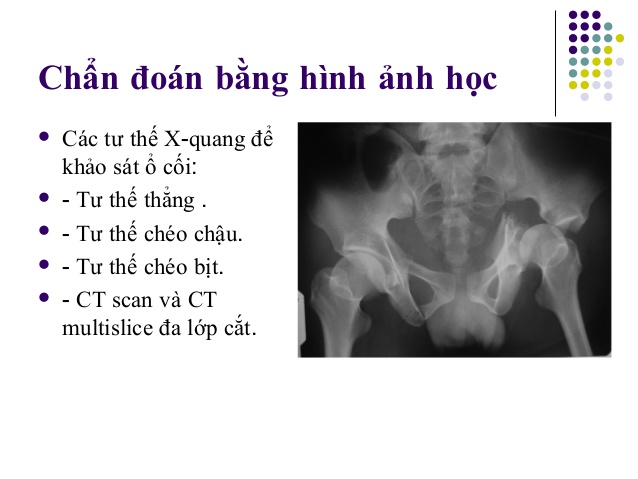 Chẩn đoán bằng hình ảnh học
Các tư thế X-quang để
khảo sát ổ cối:
- Tư thế thẳng .
- Tư thế chéo chậu.
- Tư thế chéo bịt.
- CT scan và CT
multislice đa lớp cắt.